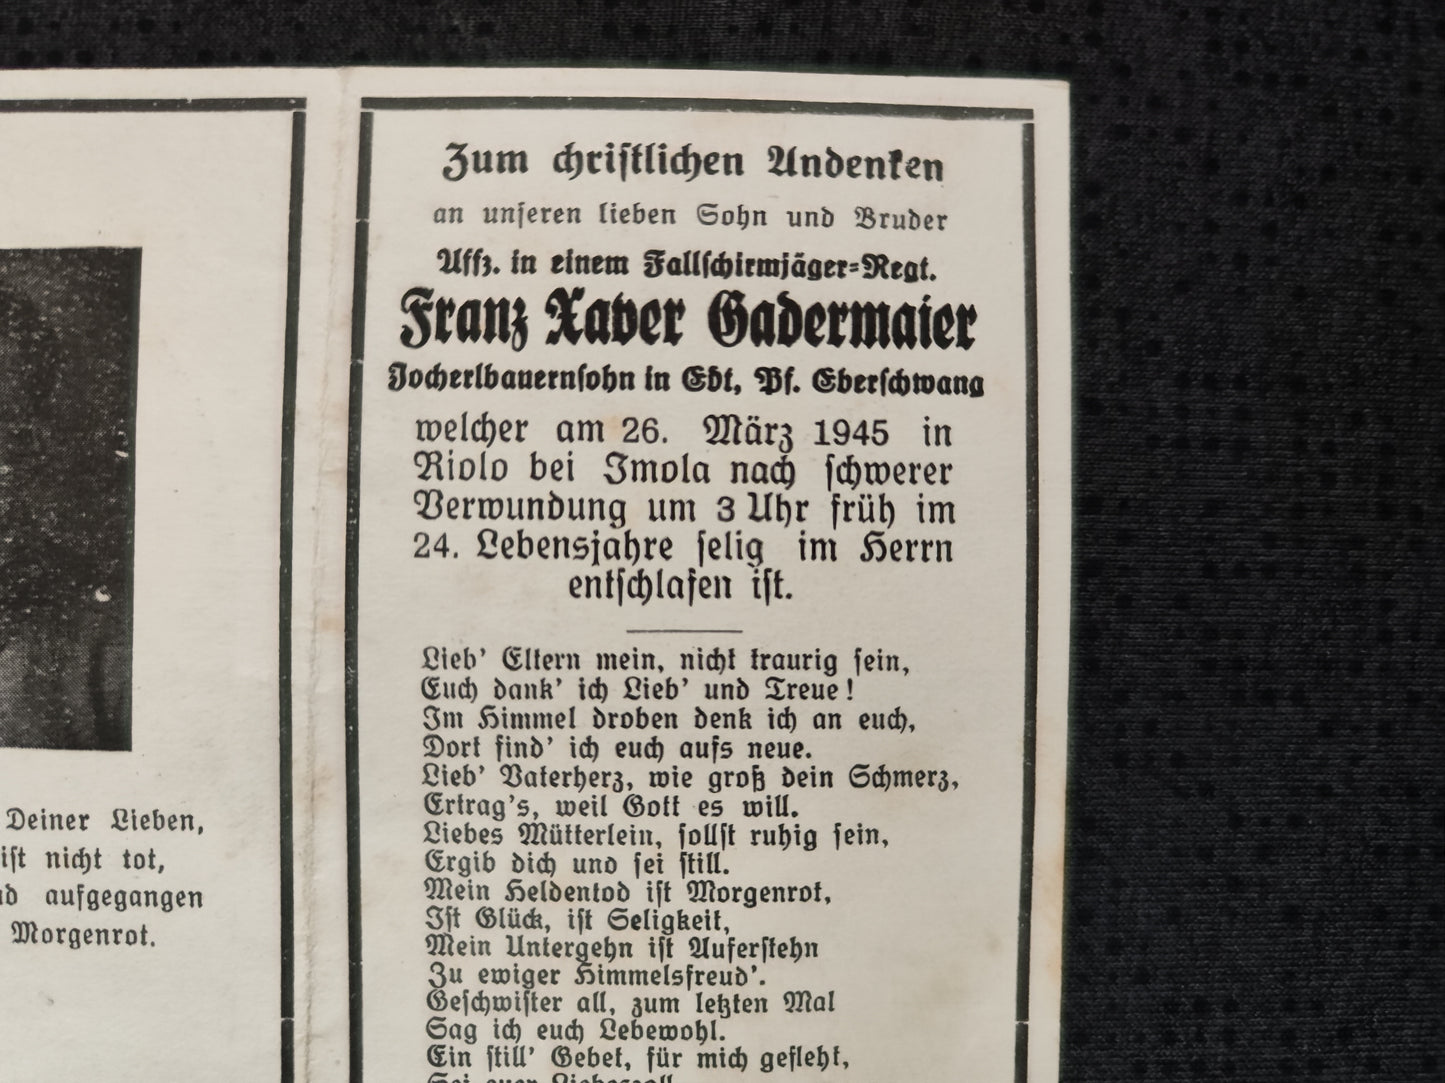 Deiner Lieben,
ist nicht tot,
aufgegangen
Morgenrot.
Zum christlichen Andenken
an unseren lieben Sohn und Bruder
Uffz. in einem Fallschirmjäger-Regt.
Franz Xaver Gadermaier
Jocherlbauernsohn in Edt, Pf. Eberschwang
welcher am 26. März 1945 in
Riolo bei Imola nach schwerer
Verwundung um 3 Uhr früh im
24. Lebensjahre selig im Herrn
entschlafen ist.
Lieb' Eltern mein, nicht traurig sein,
Euch dank' ich Lieb' und Treue!
Im Himmel droben denk ich an euch,
Dort find' ich euch aufs neue.
Lieb' Vaterherz, wie groß dein Schmerz,
Ertrag's, weil Gott es will.
Liebes Mütterlein, sollst ruhig sein,
Ergib dich und sei still.
Mein Heldentod ist Morgenrot,
Ist Glück, ist Seligkeit,
Mein Untergehn ist Auferstehn
Zu ewiger Himmelsfreud'.
Geschwister all, zum letzten Mal
Sag ich euch Lebewohl.
Ein still' Gebet, für mich gefleht,
Sei euer